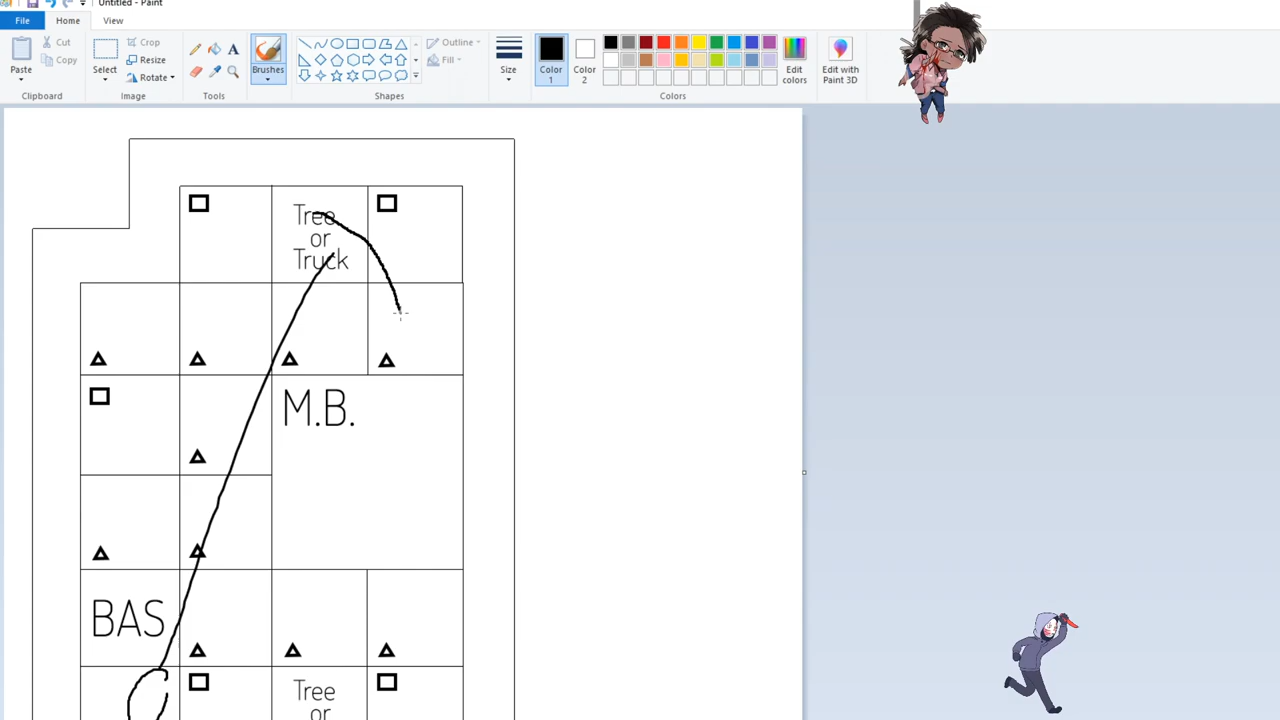 Untitled - Paint
File
Home
View
Paste
Cut
Copy
Clipboard
Select
Crop
Resize
Rotate
Image
A
Tools
Brushes
Outline
Fill
Shapes
Size
Color
1
Color
2
Edit
colors
Colors
Edit with
Paint 3D
Tree
or
Truck
M.B.
BAS
Tree
or